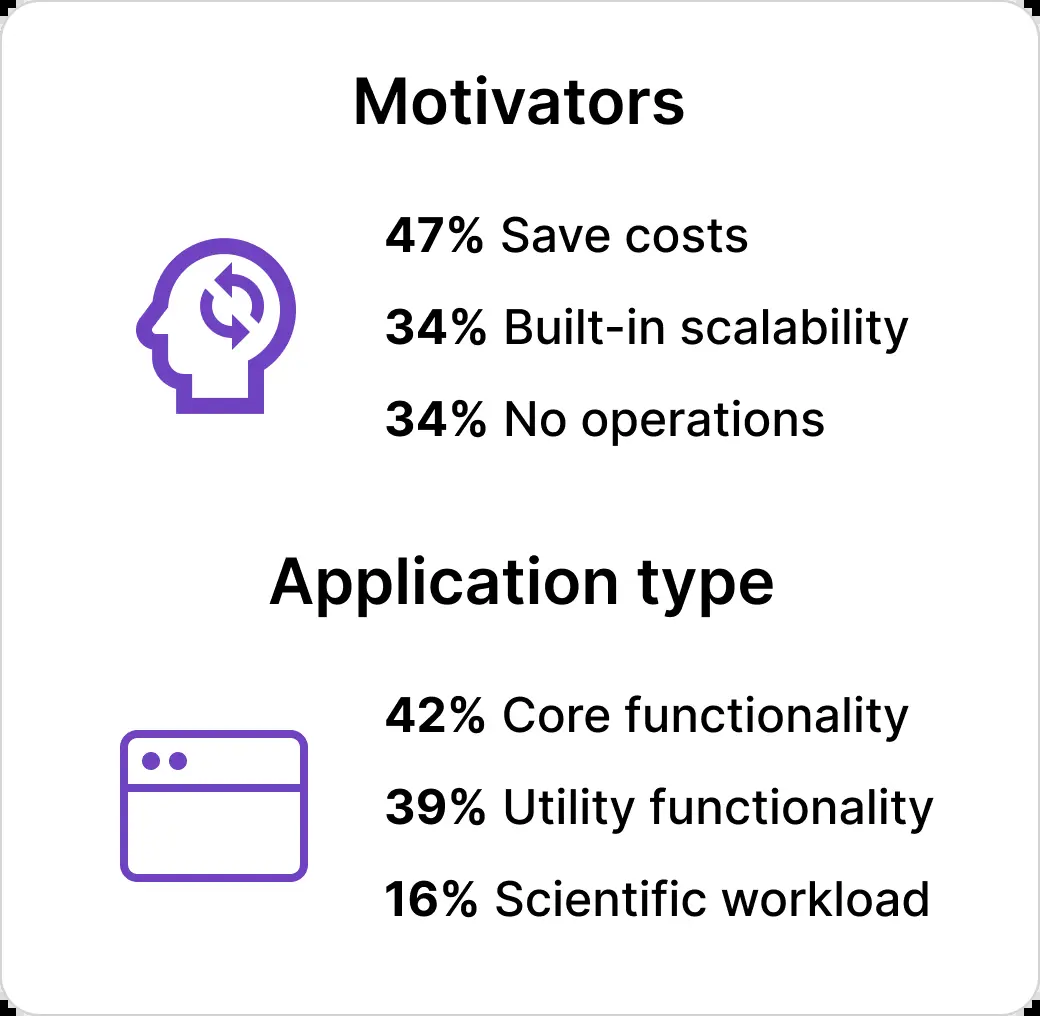 Motivators
47% Save costs
34% Built-in scalability
34% No operations
Application type
42% Core functionality
39% Utility functionality
16% Scientific workload